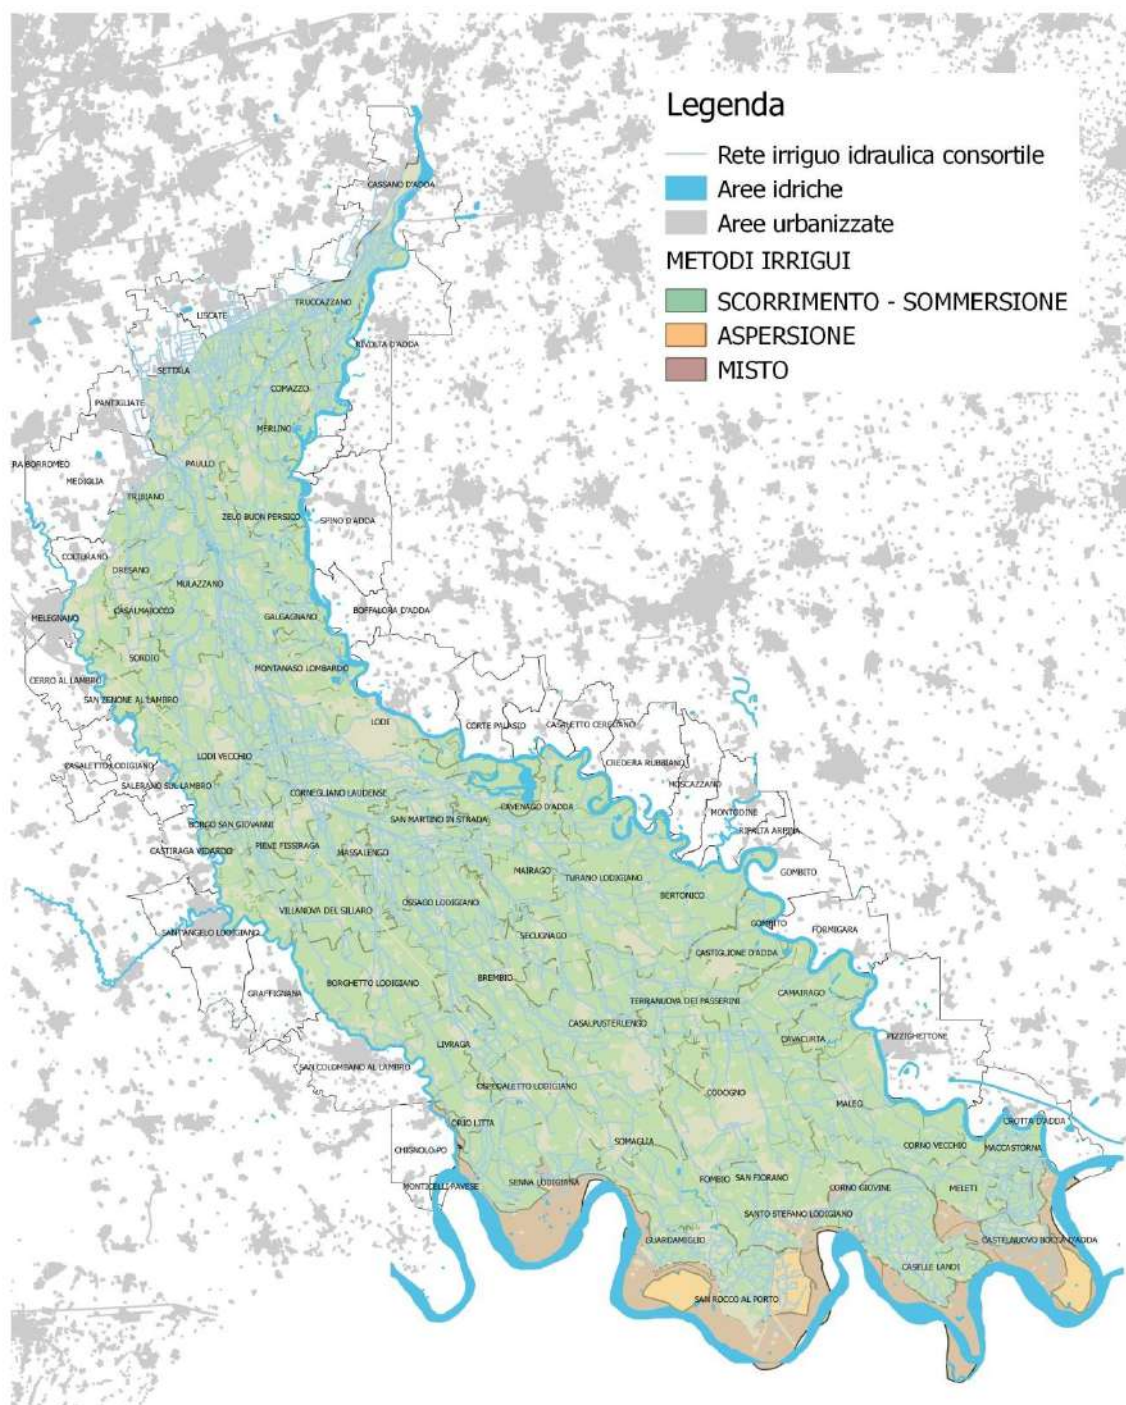 Legenda
Rete irriguo idraulica consortile
Aree idriche
Aree urbanizzate
METODI IRRIGUI
SCORRIMENTO - SOMMERSIONE
ASPERSIONE
MISTO
CASSANO D'ADDA
TRUCCAZZANO
LISCATE
RIVOLTA D'ADDA
SETTALA
COMAZZO
PANTIGLIATE
MERLINO
PAULLO
RA BORROMEO
MEDIGLIA
TRIBIANO
ZELO BUON PERSICO
SPINO D'ADDA
COLTURANO
DRESANO
MULAZZANO
CASALMAIOCCO
BOFFALORA D'ADDA
MELEGNANO
GALGAGNANO
SORDIO
MONTANASO LOMBARDO
CERRO AL LAMBRO
SAN ZENONE AL LAMBRO
LODI
CORTE PALASIO
CASALETTO CEREDANO
LODI VECCHIO
CASALETTO LODIGIANO
CREDERA RUBBIANO
SALERANO SUL LAMBRO
MOSCAZZANO
CORNEGLIANO LAUDENSE
CAVENAGO D'ADDA
MONTODINE
SAN MARTINO IN STRADA
BORGO SAN GIOVANNI
RIPALTA ARPINA
PIEVE FISSIRAGA
CASTIRAGA VIDARDO
MASSALENGO
MAIRAGO
TURANO LODIGIANO
GOMBITO
BERTONICO
OSSAGO LODIGIANO
VILLANOVA DEL SILLARO
GOMBITO
FORMIGARA
SANT'ANGELO LODIGIANO
SECUGNAGO
CASTIGLIONE D'ADDA
BREMBIO
BORGHETTO LODIGIANO
GRAFFIGNANA
CAMAIRAGO
TERRANUOVA DEI PASSERINI
CASALPUSTERLENGO
PIZZIGHETTONE
CAVACURTA
LIVRAGA
SAN COLOMBANO AL LAMBRO
OSPEDALETTO LODIGIANO
CODOGNO
MALEO
ORIO LITTA
CROTTA D'ADDA
SOMAGLIA
CORNO VECCHIO
MACCASTORNA
CHIGNOLO PO
FOMBIO
SAN FIORANO
SENNA LODIGIANA
MONTICELLI PAVESE
CORNO GIOVINE
MELETI
SANTO STEFANO LODIGIANO
GUARDAMIGLIO
CASTELNUOVO BOCCA D'ADDA
CASELLE LANDI
SAN ROCCO AL PORTO